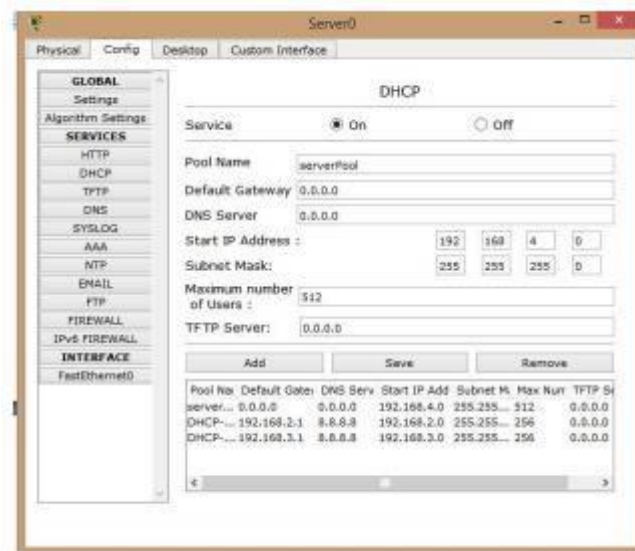 Server0
Physical Config Desktop Custom Interface
GLOBAL
Settings
Algorithm Settings
SERVICES
HTTP
DHCP
TFTP
DNS
SYSLOG
AAA
NTP
EMAIL
FTP
FIREWALL
IPv6 FIREWALL
INTERFACE
FastEthernet0
DHCP
Service On Off
Pool Name serverPool
Default Gateway 0.0.0.0
DNS Server 0.0.0.0
Start IP Address : 192 168 4 0
Subnet Mask: 255 255 255 0
Maximum number
of Users : 512
TFTP Server: 0.0.0.0
Add Save Remove
Pool Nar Default Gate DNS Serv Start IP Add Subnet M. Max Num TFTP Se
server... 0.0.0.0 0.0.0.0 192.168.4.0 255.255... 512 0.0.0.0
DHCP-... 192.168.2.1 8.8.8.8 192.168.2.0 255.255... 256 0.0.0.0
DHCP-... 192.168.3.1 8.8.8.8 192.168.3.0 255.255... 256 0.0.0.0